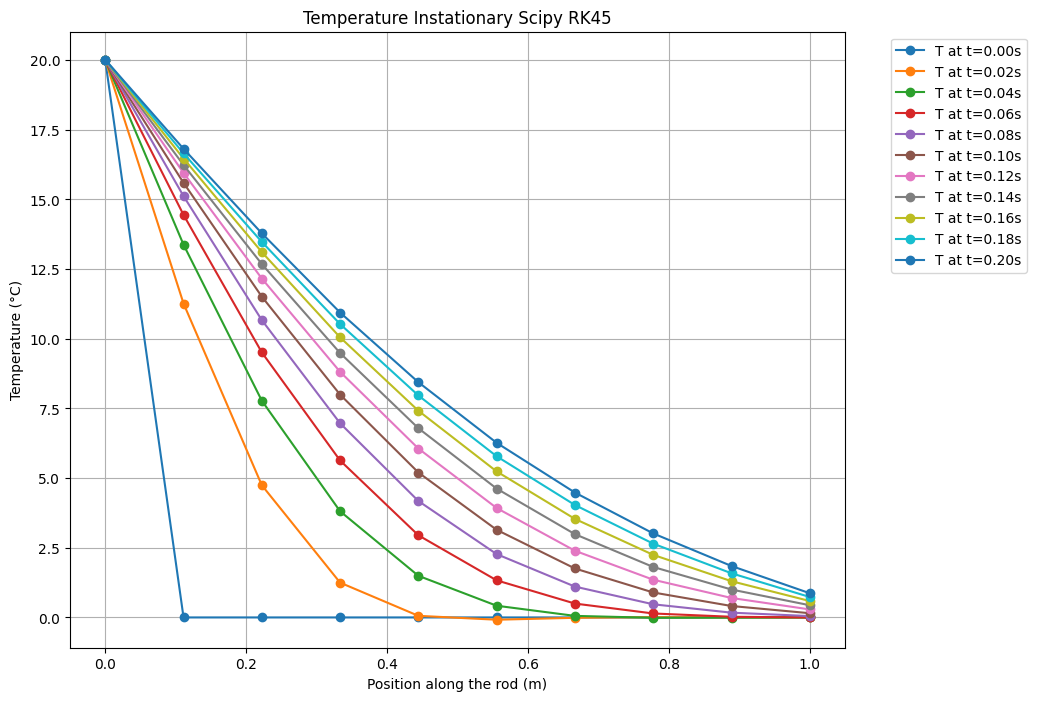 Temperature Instationary Scipy RK45
20.0
17.5
15.0
12.5
10.0
7.5
5.0
2.5
0.0
Temperature (°C)
0.0
0.2
0.4
0.6
0.8
1.0
Position along the rod (m)
T at t=0.00s
T at t=0.02s
T at t=0.04s
T at t=0.06s
T at t=0.08s
T at t=0.10s
T at t=0.12s
T at t=0.14s
T at t=0.16s
T at t=0.18s
T at t=0.20s